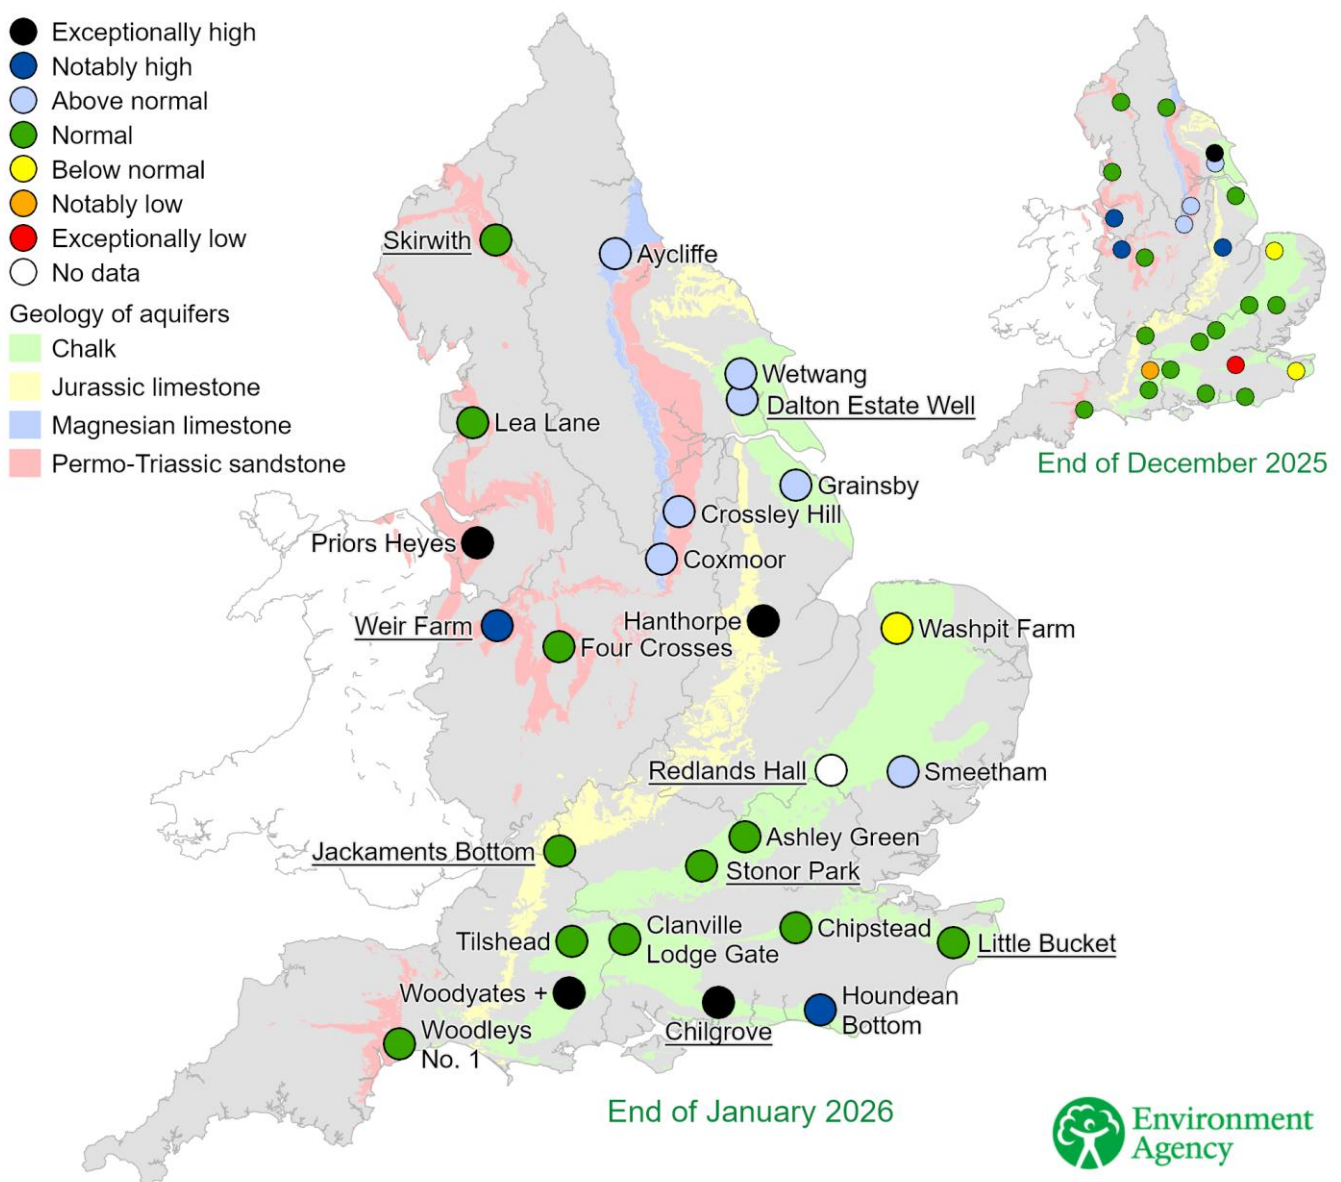 Exceptionally high
Notably high
Above normal
Normal
Below normal
Notably low
Exceptionally low
No data
Geology of aquifers
Chalk
Jurassic limestone
Magnesian limestone
Permo-Triassic sandstone
End of December 2025
Skirwith
Aycliffe
Wetwang
Dalton Estate Well
Lea Lane
Grainsby
Crossley Hill
Priors Heyes
Coxmoor
Weir Farm
Hanthorpe
Four Crosses
Washpit Farm
Redlands Hall
Smeetham
Ashley Green
Jackaments Bottom
Stonor Park
Tilshead
Clanville
Lodge Gate
Chipstead
Little Bucket
Woodyates +
Chilgrove
Houndean
Bottom
Woodleys
No. 1
End of January 2026
Environment
Agency